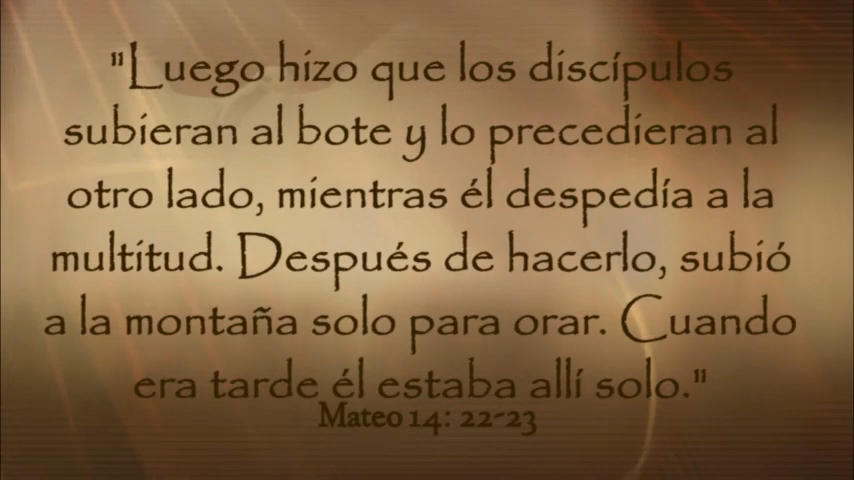 "Luego hizo que los discípulos
subieran al bote y lo precedieran al
otro lado, mientras él despedía a la
multitud. Después de hacerlo, subió
a la montaña solo para orar. Cuando
era tarde él estaba allí solo."
Mateo 14: 22-23